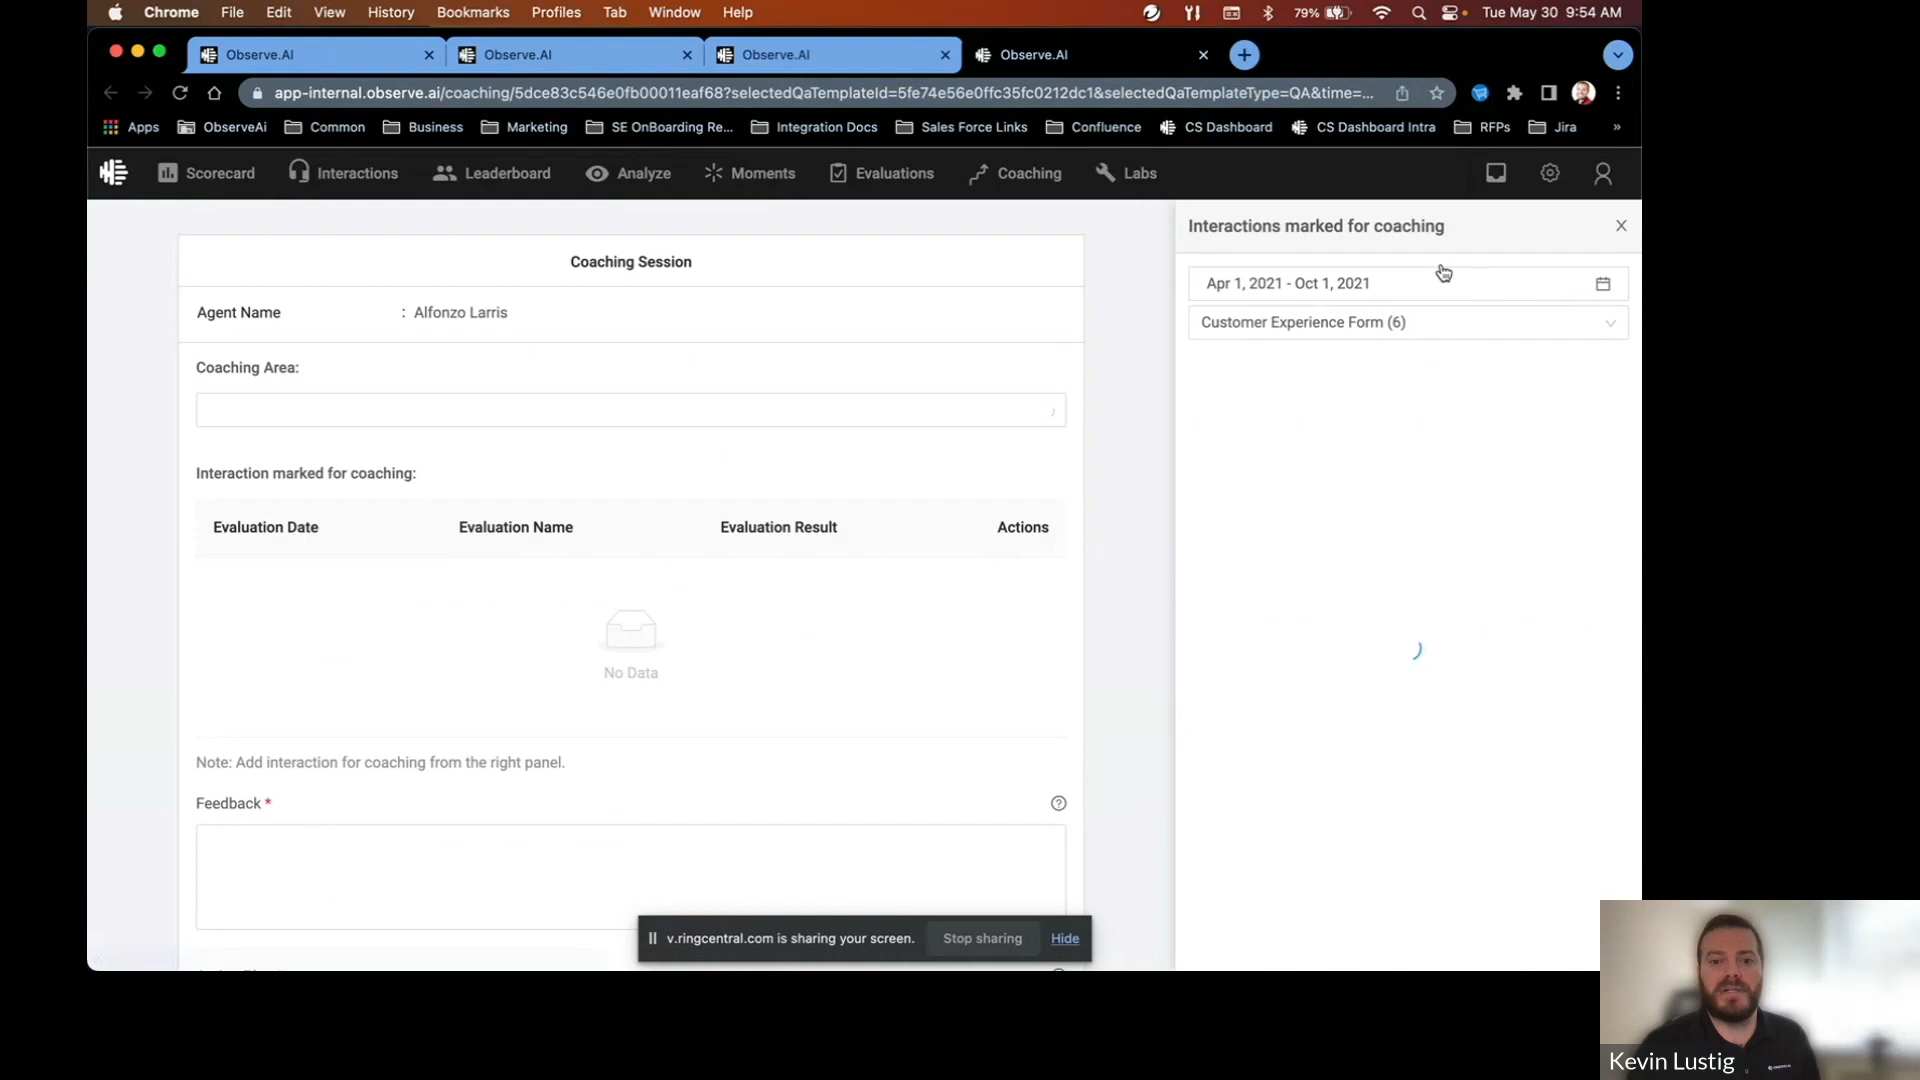 Chrome File Edit View History Bookmarks Profiles Tab Window Help 79% Tue May 30 9:54 AM
Observe.AI Observe.AI Observe.AI Observe.AI
app-internal.observe.ai/coaching/5dce83c546e0fb00011eaf68?selectedQaTemplateId=5fe74e56e0ffc35fc0212dc1&selectedQaTemplateType=QA&time=...
Apps ObserveAi Common Business Marketing SE OnBoarding Re... Integration Docs Sales Force Links Confluence CS Dashboard CS Dashboard Intra RFPs Jira »
Scorecard Interactions Leaderboard Analyze Moments Evaluations Coaching Labs
Coaching Session
Agent Name : Alfonzo Larris
Coaching Area:
Interaction marked for coaching:
Evaluation Date Evaluation Name Evaluation Result Actions
No Data
Note: Add interaction for coaching from the right panel.
Feedback *
Interactions marked for coaching
Apr 1, 2021 - Oct 1, 2021
Customer Experience Form (6)
v.ringcentral.com is sharing your screen. Stop sharing Hide
Kevin Lustig